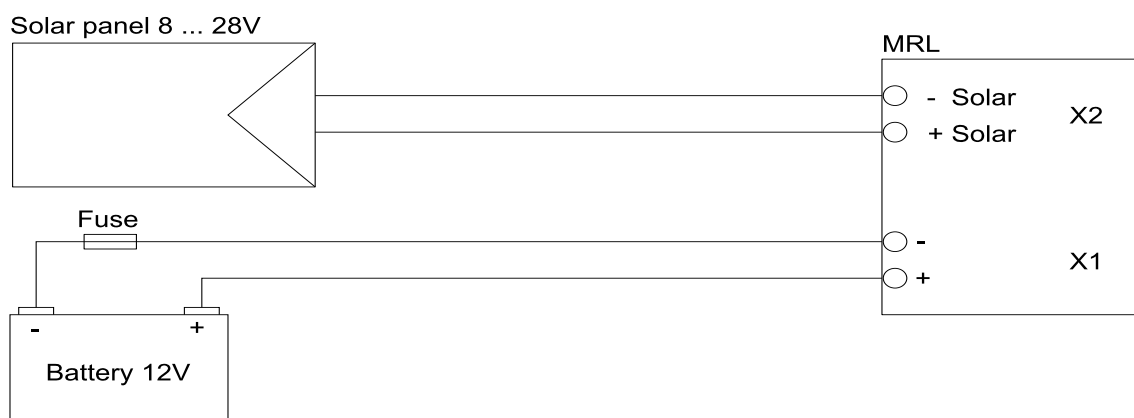 Solar panel 8 ... 28V
MRL
- Solar
X2
+ Solar
Fuse
-
X1
+
- +
Battery 12V